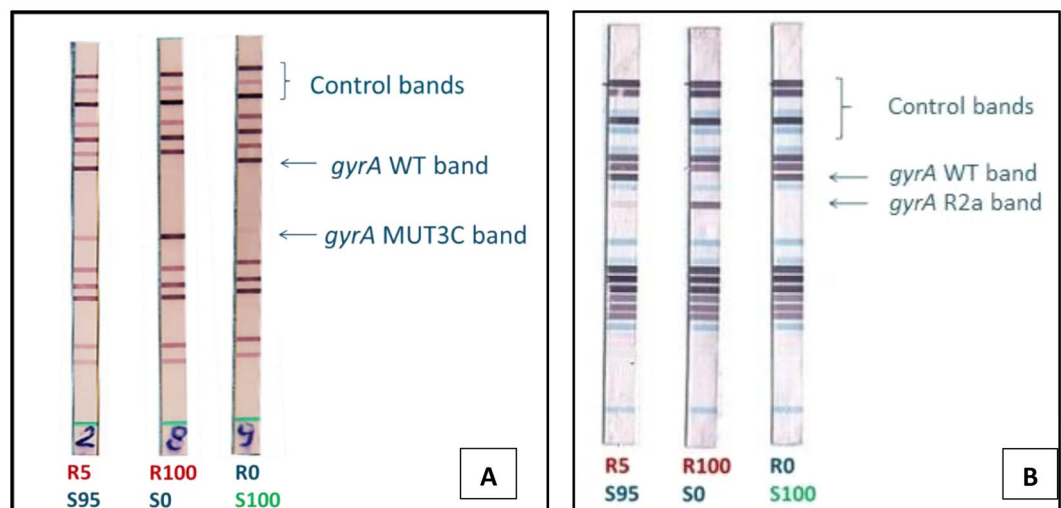 Control bands
gyrA WT band
gyrA MUT3C band
2
8
9
R5
S95
R100
S0
R0
S100
A
Control bands
gyrA WT band
gyrA R2a band
R5
S95
R100
S0
R0
S100
B